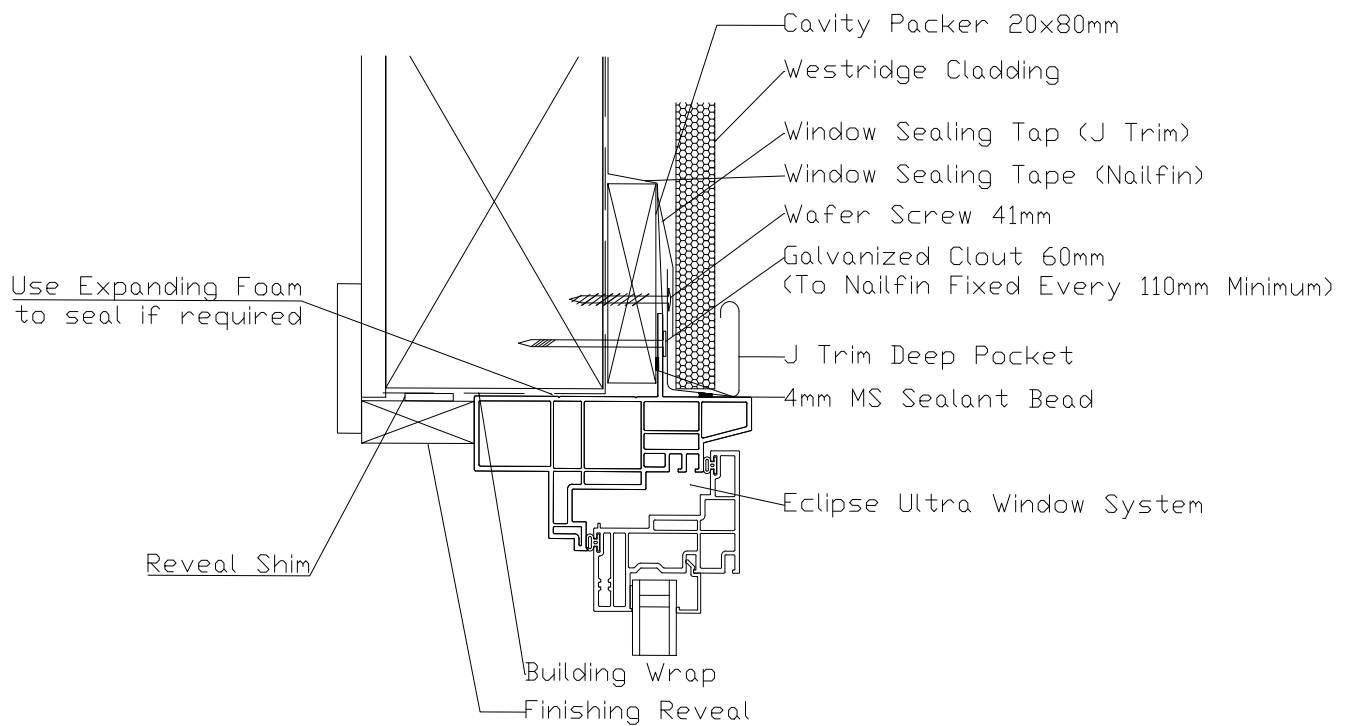 Cavity Packer 20x80mm
Westridge Cladding
Window Sealing Tap (J Trim)
Window Sealing Tape (Nailfin)
Wafer Screw 41mm
Galvanized Clout 60mm
(To Nailfin Fixed Every 110mm Minimum)
Use Expanding Foam
to seal if required
J Trim Deep Pocket
4mm MS Sealant Bead
Eclipse Ultra Window System
Reveal Shim
Building Wrap
Finishing Reveal